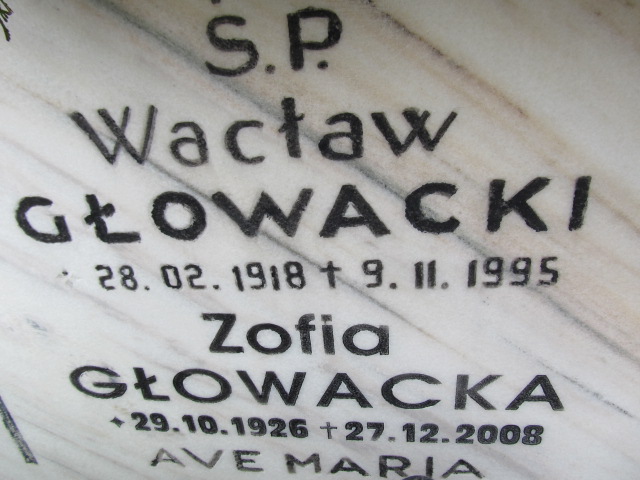 Ś.P.
Wacław
GŁOWACKI
* 28.02.1918 † 9.11.1995
Zofia
GŁOWACKA
* 29.10.1926 † 27.12.2008
AVE MARIA